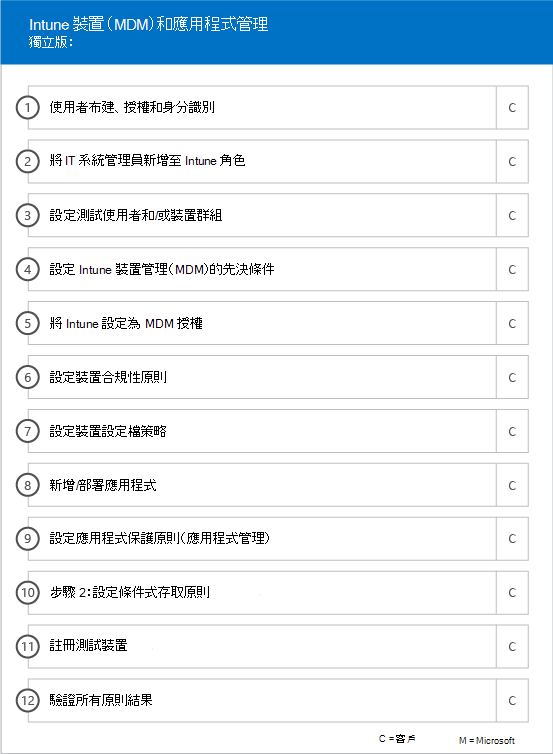 Intune 裝置（MDM）和應用程式管理
獨立版：
1 使用者布建、授權和身分識別 C
2 將 IT 系統管理員新增至 Intune 角色 C
3 設定測試使用者和/或裝置群組 C
4 設定 Intune 裝置管理（MDM）的先決條件 C
5 將 Intune 設定為 MDM 授權 C
6 設定裝置合規性原則 C
7 設定裝置設定檔策略 C
8 新增/部署應用程式 C
9 設定應用程式保護原則（應用程式管理） C
10 步驟 2：設定條件式存取原則 C
11 註冊測試裝置 C
12 驗證所有原則結果 C
C =客戶 M = Microsoft